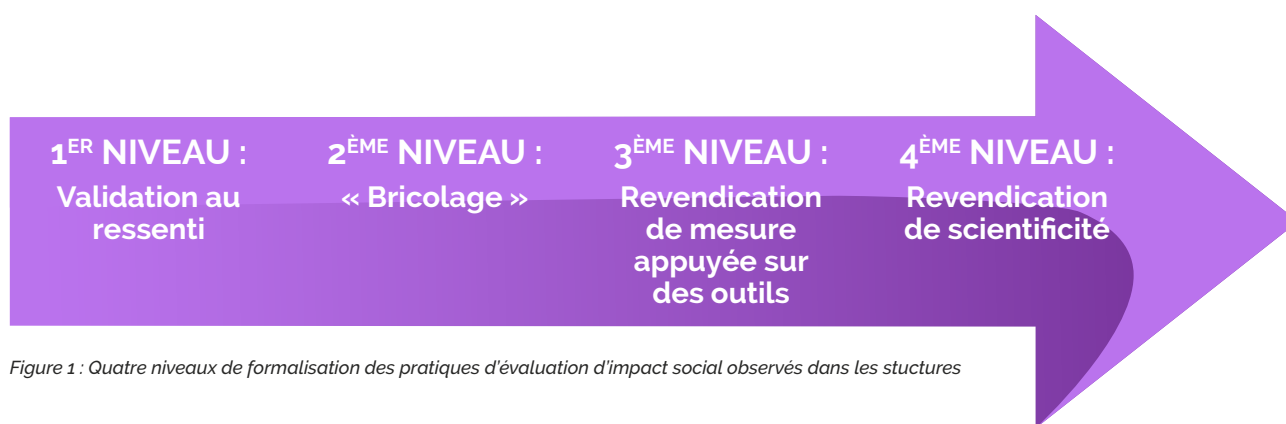 1ER NIVEAU :
Validation au
ressenti
2ÈME NIVEAU :
« Bricolage »
3ÈME NIVEAU :
Revendication
de mesure
appuyée sur
des outils
4ÈME NIVEAU :
Revendication
de scientificité
Figure 1 : Quatre niveaux de formalisation des pratiques d'évaluation d'impact social observés dans les stuctures